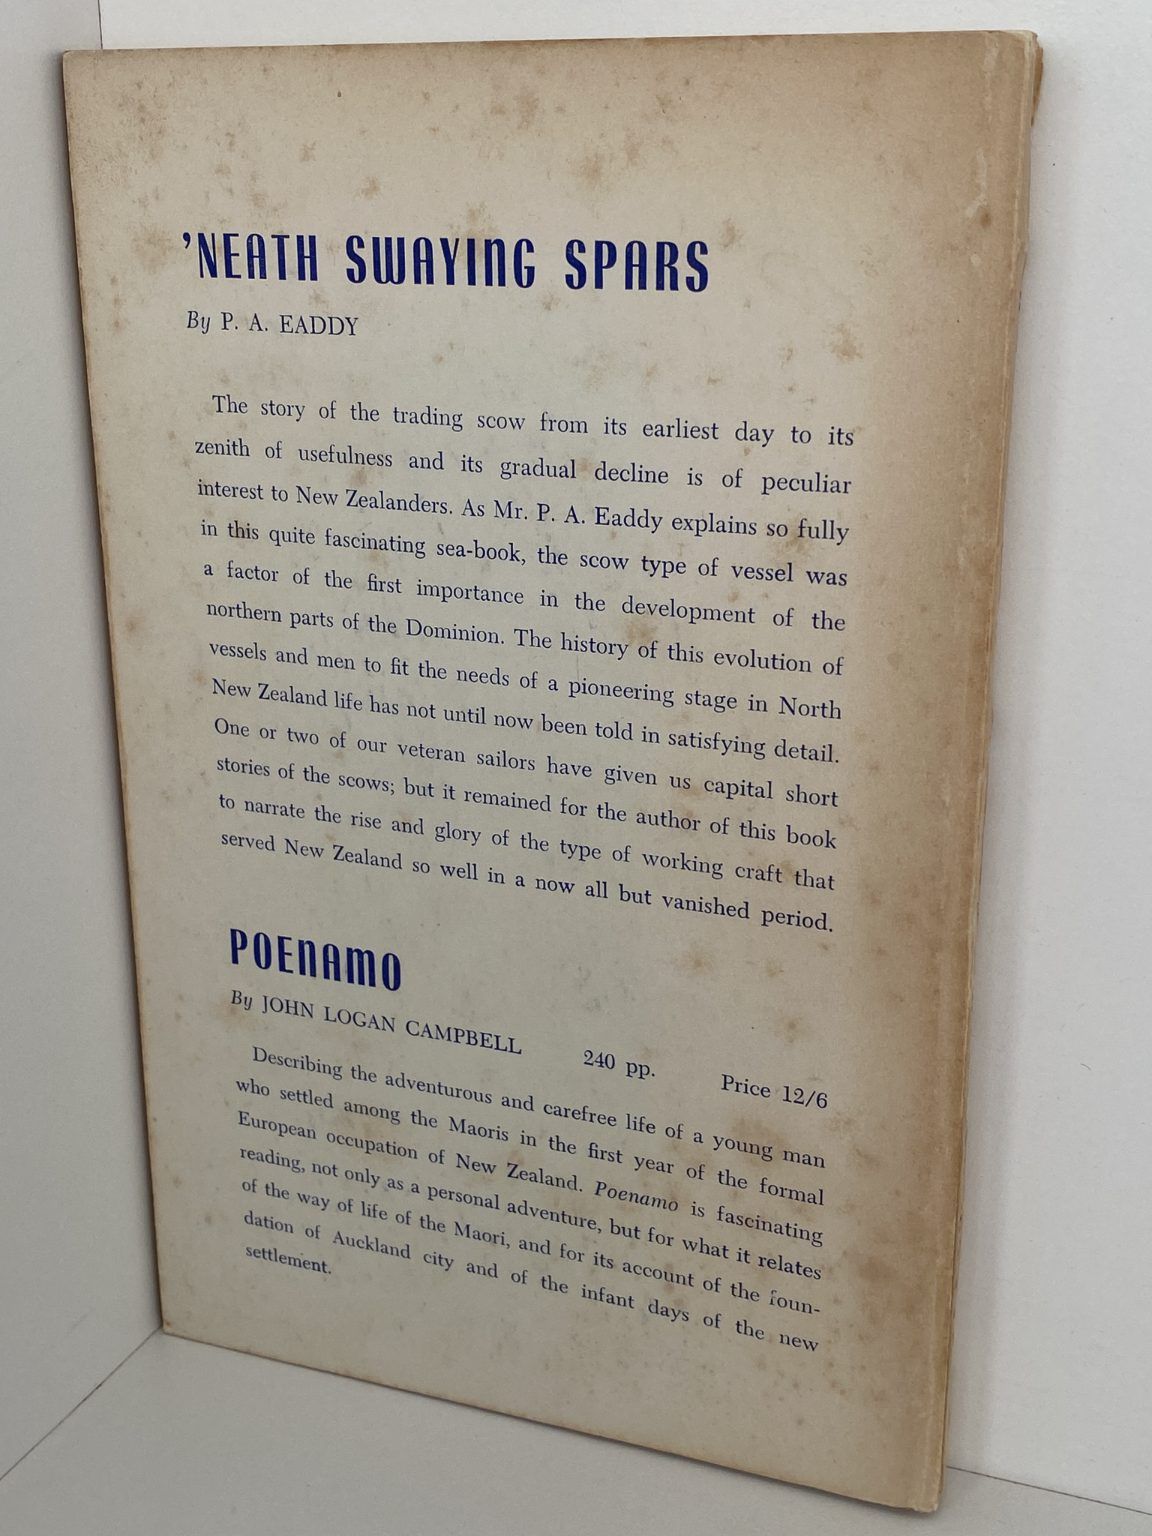 ’NEATH SWAYING SPARS
By P. A. EADDY
The story of the trading scow from its earliest day to its
zenith of usefulness and its gradual decline is of peculiar
interest to New Zealanders. As Mr. P. A. Eaddy explains so fully
in this quite fascinating sea-book, the scow type of vessel was
a factor of the first importance in the development of the
northern parts of the Dominion. The history of this evolution of
vessels and men to fit the needs of a pioneering stage in North
New Zealand life has not until now been told in satisfying detail.
One or two of our veteran sailors have given us capital short
stories of the scows; but it remained for the author of this book
to narrate the rise and glory of the type of working craft that
served New Zealand so well in a now all but vanished period.
POENAMO
By JOHN LOGAN CAMPBELL 240 pp. Price 12/6
Describing the adventurous and carefree life of a young man
who settled among the Maoris in the first year of the formal
European occupation of New Zealand. Poenamo is fascinating
reading, not only as a personal adventure, but for what it relates
of the way of life of the Maori, and for its account of the foun-
dation of Auckland city and of the infant days of the new
settlement.